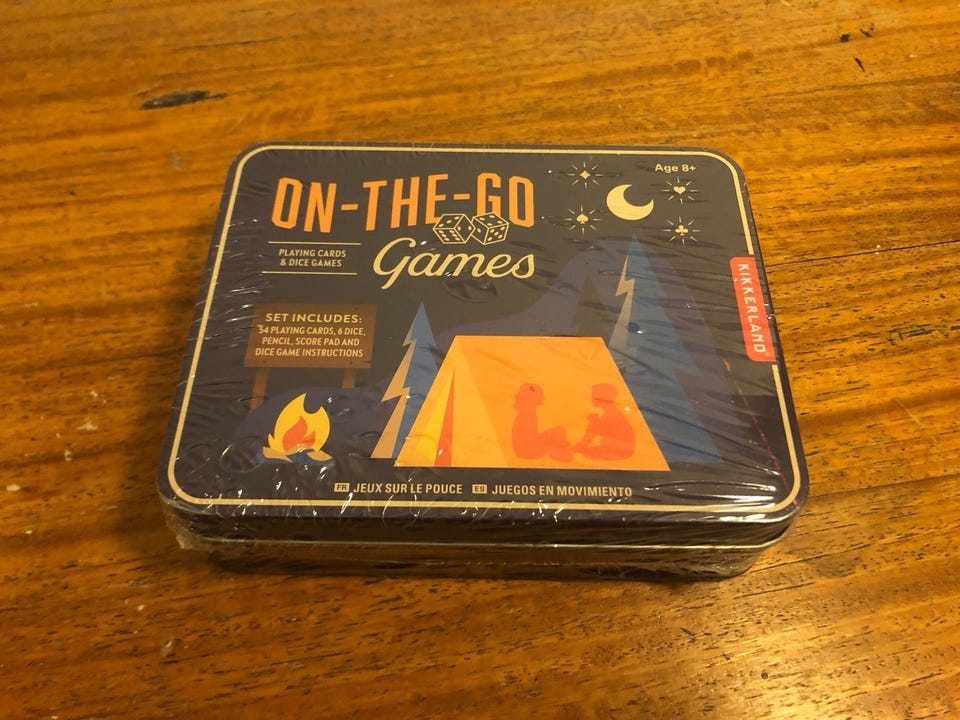 Age 8+
ON-THE-GO
Games
PLAYING CARDS
& DICE GAMES
KIKKERLAND
SET INCLUDES:
54 PLAYING CARDS, 6 DICE,
PENCIL, SCORE PAD AND
DICE GAME INSTRUCTIONS
FR JEUX SUR LE POUCE ES JUEGOS EN MOVIMIENTO